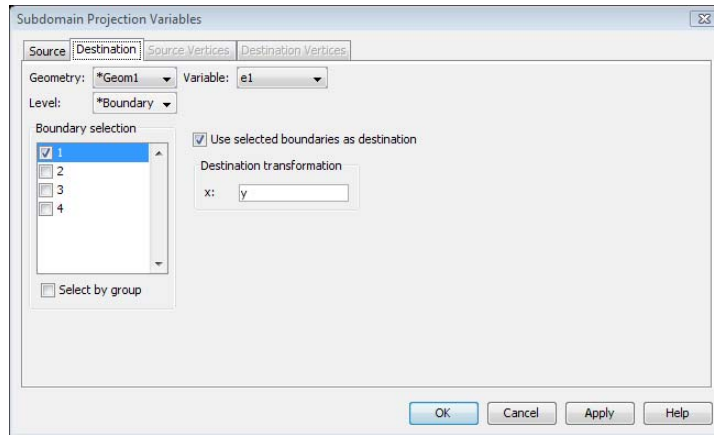 Subdomain Projection Variables
Source Destination Source Vertices Destination Vertices
Geometry: *Geom1 Variable: e1
Level: *Boundary
Boundary selection
1
2
3
4
Select by group
Use selected boundaries as destination
Destination transformation
x: y
OK Cancel Apply Help